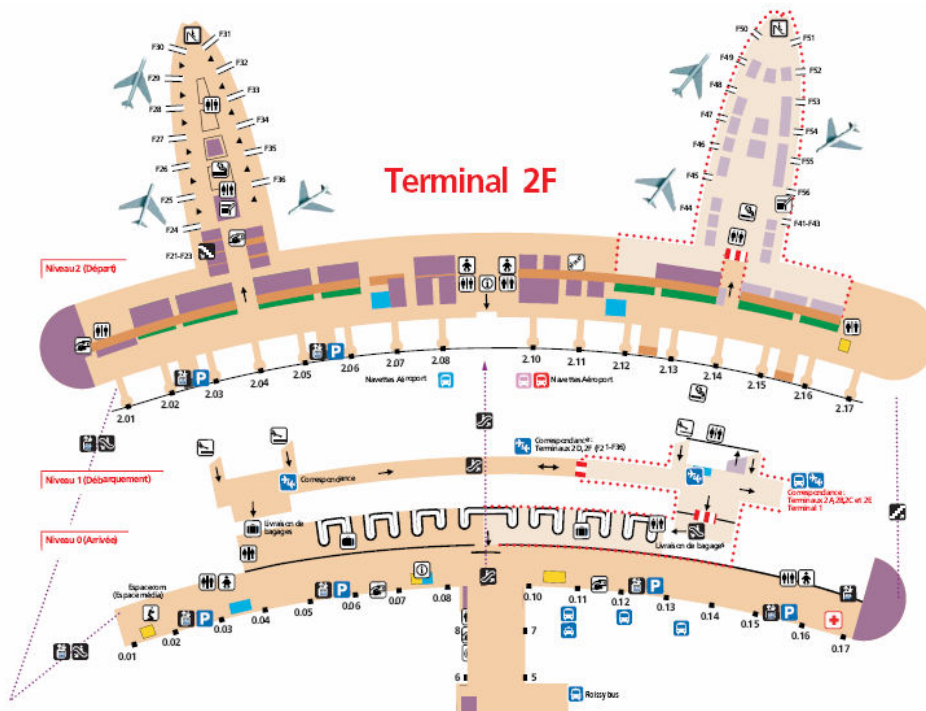 Terminal 2F
F30
F31
F29
F32
F28
F33
F27
F34
F26
F35
F25
F36
F24
F21-F23
F50
F51
F49
F52
F48
F53
F47
F54
F46
F55
F45
F56
F44
F41-F43
Niveau 2 (Départ)
2.01
2.02
2.03
2.04
2.05
2.06
2.07
2.08
2.10
2.11
2.12
2.13
2.14
2.15
2.16
2.17
P
P
Navettes Aéroport
Navettes Aéroport
Niveau 1 (Débarquement)
Correspondance
Correspondance :
Terminaux 2D,2F (F21-F36)
Correspondance :
Terminaux 2A,2B,2C et 2E
Terminal 1
Niveau 0 (Arrivée)
Livraison de
bagages
Livraison de bagages
Espacecom
(Espace média)
P
P
P
P
0.01
0.02
0.03
0.04
0.05
0.06
0.07
0.08
0.10
0.11
0.12
0.13
0.14
0.15
0.16
0.17
8
7
6
5
Roissybus